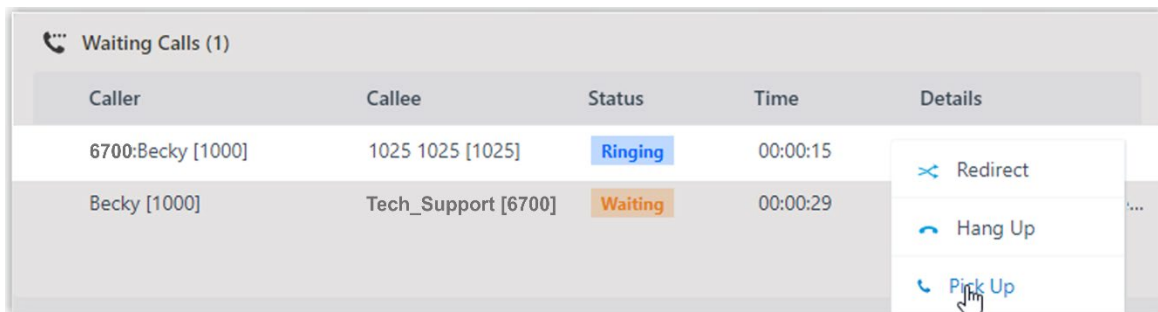 Waiting Calls (1)
Caller Callee Status Time Details
6700:Becky [1000] 1025 1025 [1025] Ringing 00:00:15
Redirect
Becky [1000] Tech_Support [6700] Waiting 00:00:29
Hang Up
Pick Up